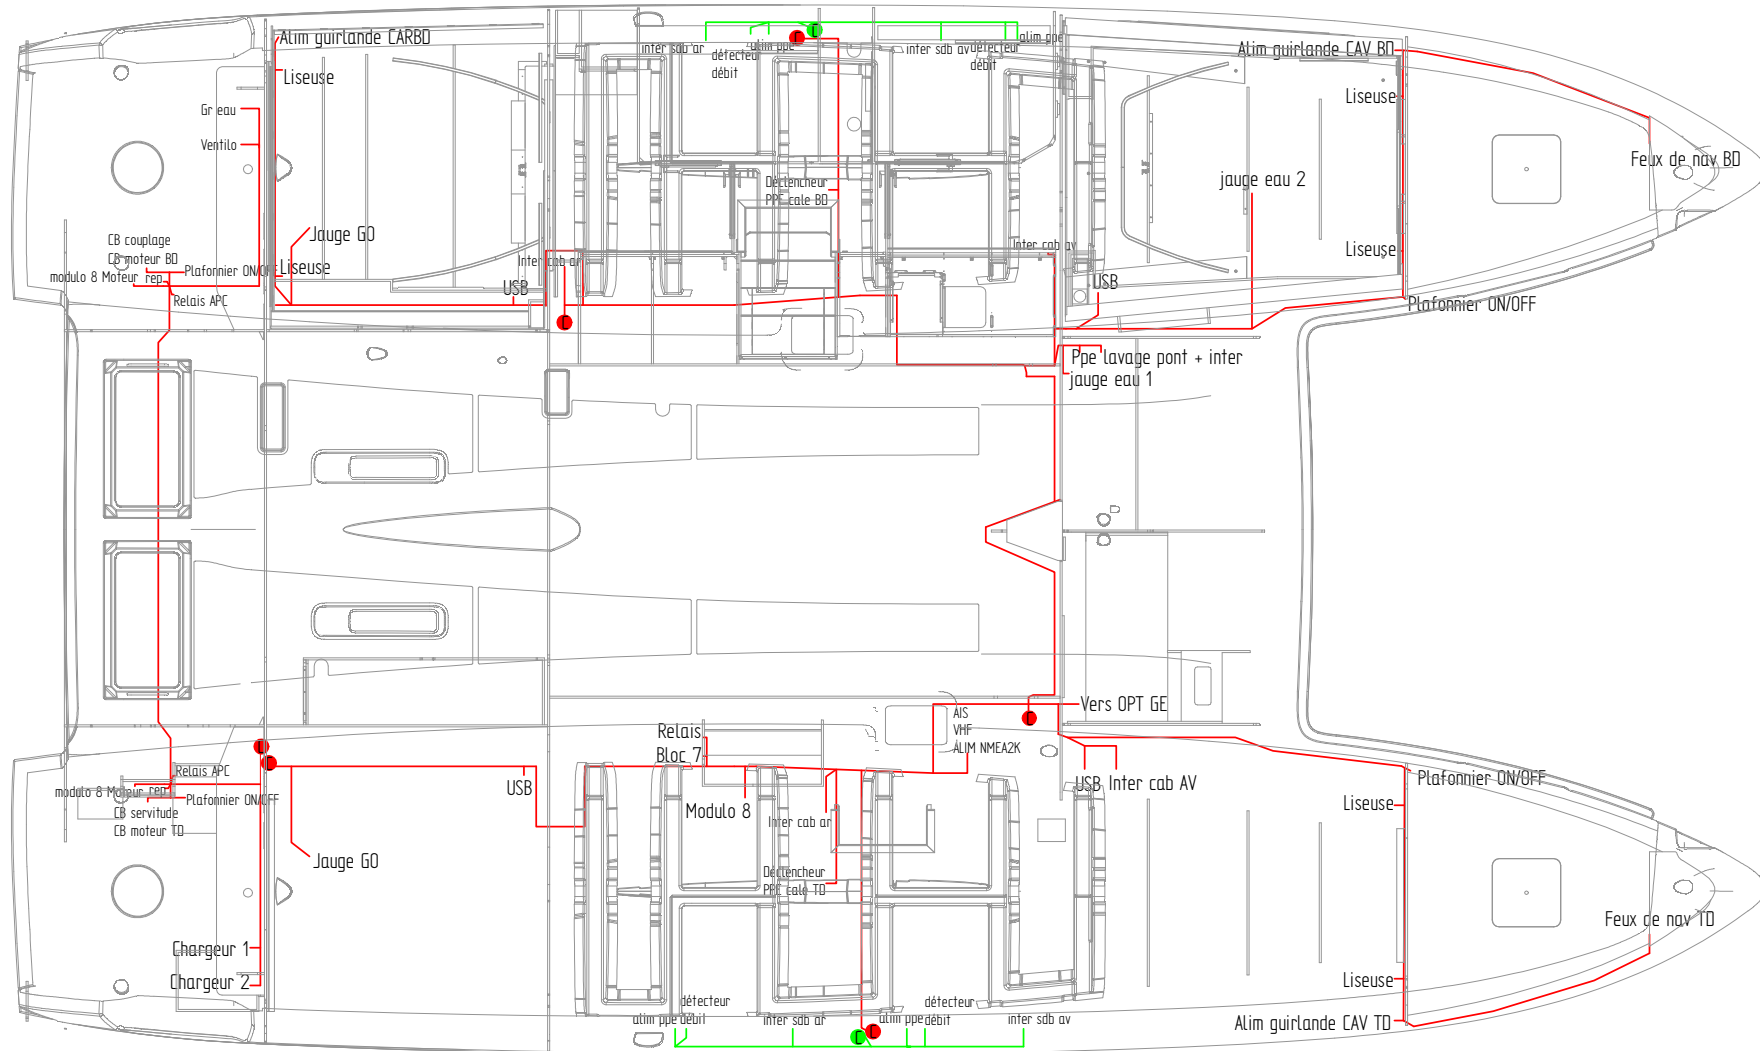 Alim guirlande CARBD
Liseuse
Gr eau
Ventilo
Jauge GO
CB couplage
CB moteur BD
Plafonnier ON/OFF
Liseuse
modulo 8 Moteur rep
Relais APC
USB
Inter cab ar
inter sdb ar
détecteur
débit
alim ppe
C
C
inter sdb av
détecteur
débit
alim ppe
Déclencheur
PPE cale BD
C
Inter cab av
USB
Ppe lavage pont + inter
jauge eau 1
jauge eau 2
Alim guirlande CAV BD
Liseuse
Liseuse
Plafonnier ON/OFF
Feux de nav BD
Vers OPT GE
C
AIS
VHF
ALIM NMEA2K
Relais
Bloc 7
C
C
Relais APC
modulo 8 Moteur rep
Plafonnier ON/OFF
CB servitude
CB moteur TD
USB
Modulo 8
Inter cab ar
Déclencheur
PPE cale TD
Jauge GO
Chargeur 1
Chargeur 2
USB Inter cab AV
Plafonnier ON/OFF
Liseuse
Feux de nav TD
Liseuse
Alim guirlande CAV TD
détecteur
alim ppe débit
inter sdb ar
C
C
alim ppe
détecteur
débit
inter sdb av